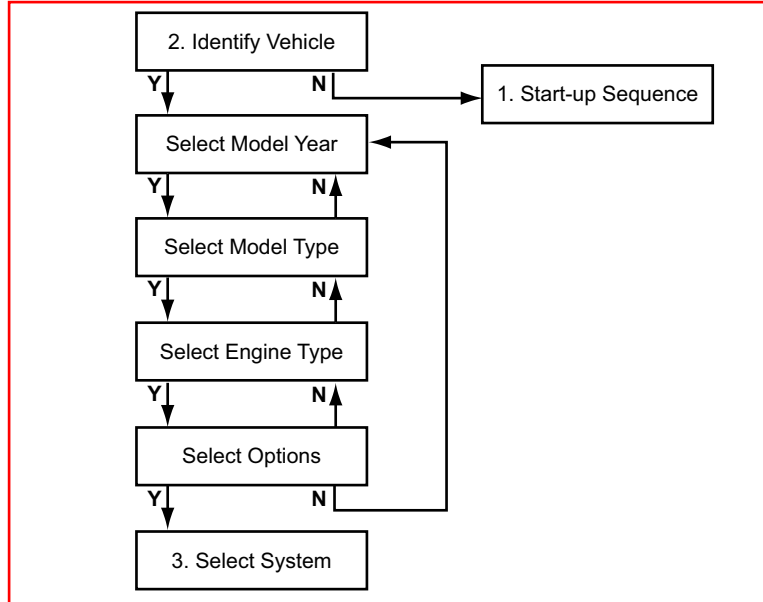 2. Identify Vehicle
Y N
1. Start-up Sequence
Select Model Year
Y N
Select Model Type
Y N
Select Engine Type
Y N
Select Options
Y N
3. Select System